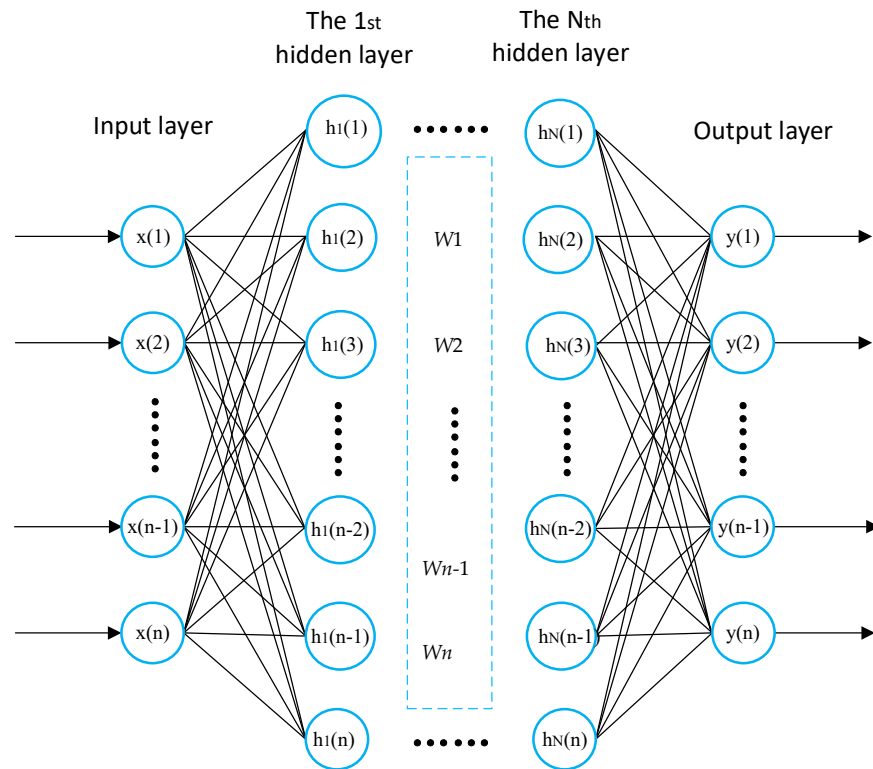 The 1st
hidden layer
The Nth
hidden layer
Input layer
Output layer
h1(1)
hN(1)
x(1)
h1(2)
W1
hN(2)
y(1)
x(2)
h1(3)
W2
hN(3)
y(2)
x(n-1)
h1(n-2)
hN(n-2)
y(n-1)
Wn-1
x(n)
h1(n-1)
Wn
hN(n-1)
y(n)
h1(n)
hN(n)